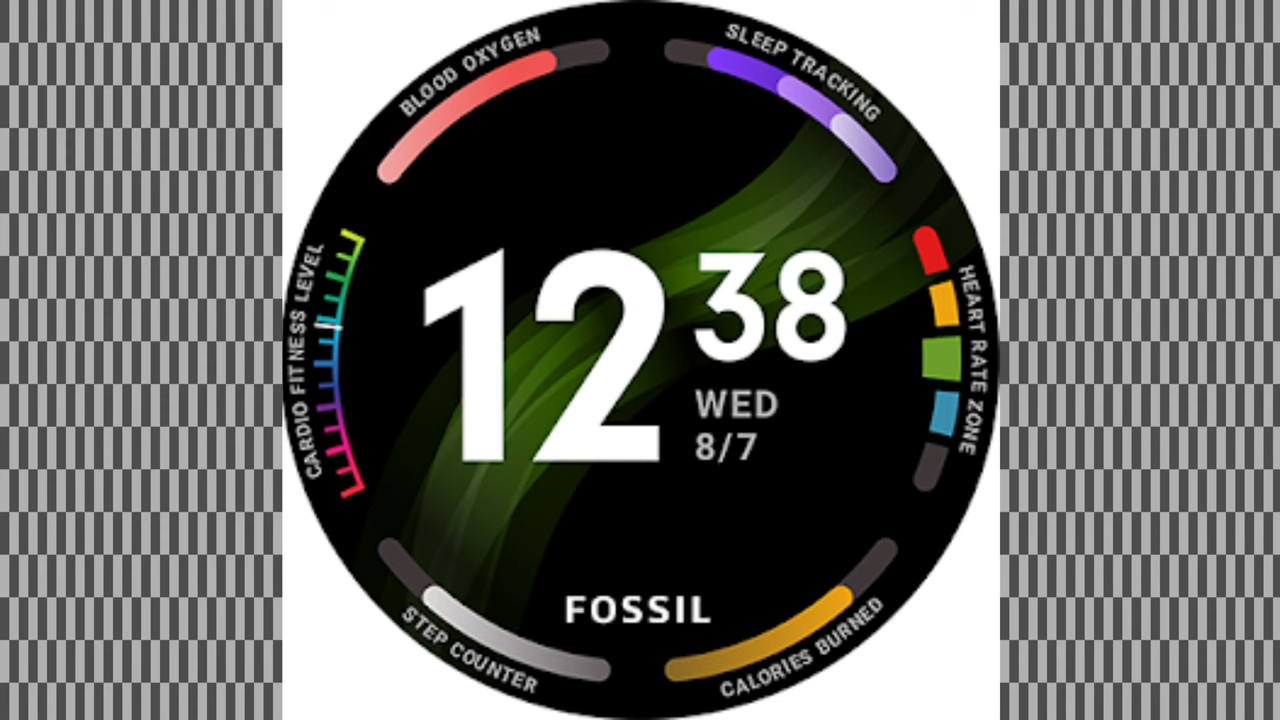 BLOOD OXYGEN
SLEEP TRACKING
CARDIO FITNESS LEVEL
12 38
WED
8/7
HEART RATE ZONE
FOSSIL
STEP COUNTER
CALORIES BURNED